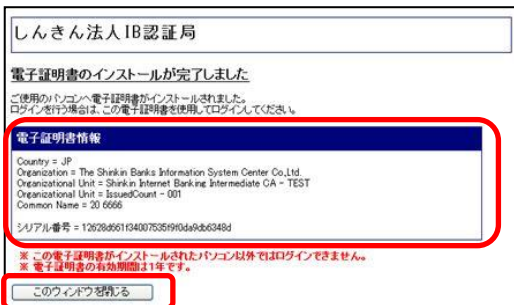 しんきん法人IB認証局
電子証明書のインストールが完了しました
ご使用のパソコンへ電子証明書がインストールされました。
ログインを行う場合は、この電子証明書を使用してログインしてください。
電子証明書情報
Country = JP
Organization = The Shinkin Banks Information System Center Co.,Ltd.
Organizational Unit = Shinkin Internet Banking Intermediate CA - TEST
Organizational Unit = IssuedCount - 001
Common Name = 20 6666
シリアル番号 =
※ この電子証明書がインストールされたパソコン以外ではログインできません。
※ 電子証明書の有効期間は1年です。
このウィンドウを閉じる